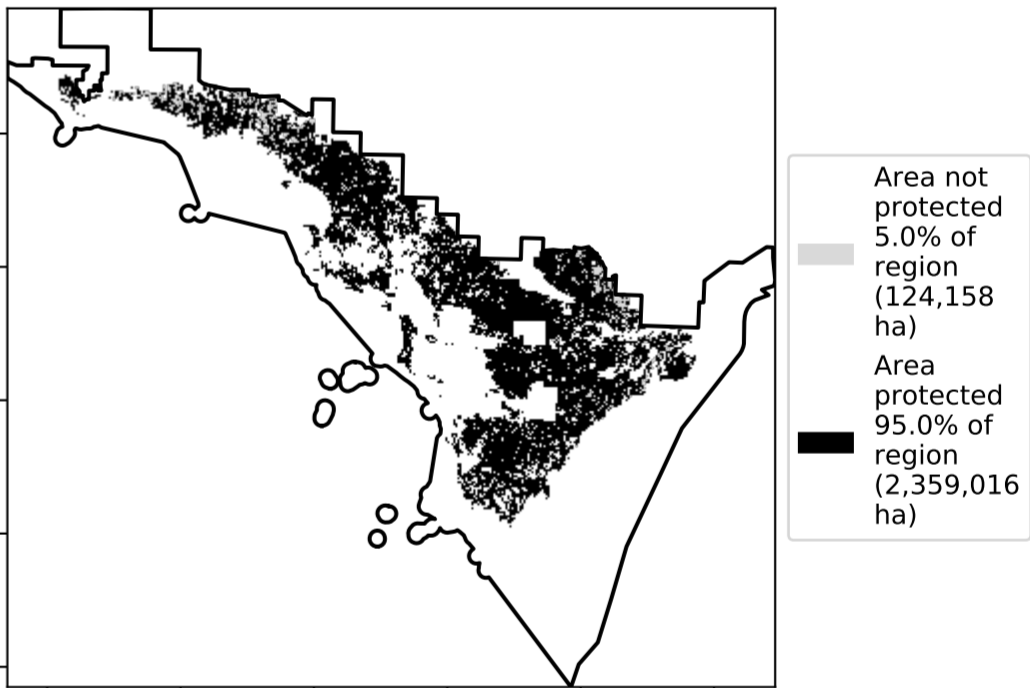 Area not
protected
5.0% of
region
(124,158
ha)
Area
protected
95.0% of
region
(2,359,016
ha)